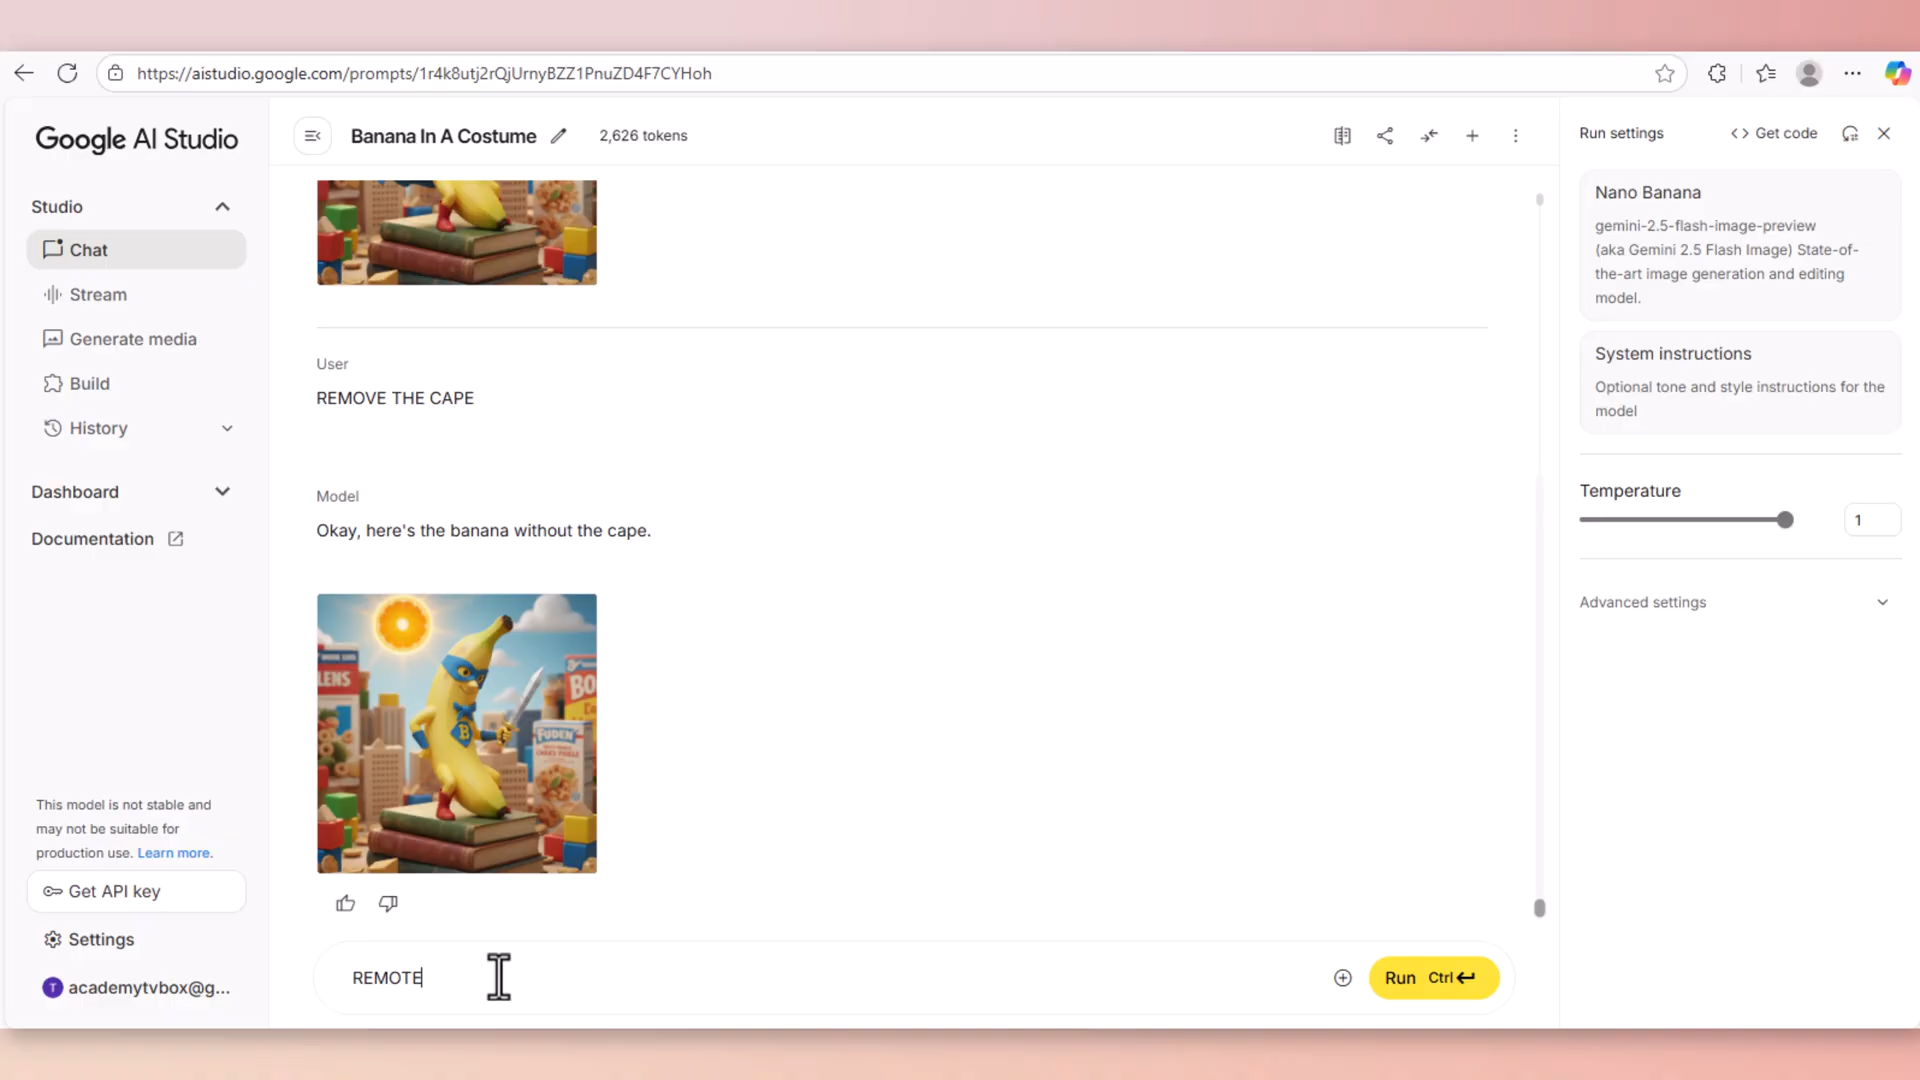 https://aistudio.google.com/prompts/1r4k8utj2rQjUrnyBZZ1PnuZD4F7CYHoh
Google AI Studio
Studio
Chat
Stream
Generate media
Build
History
Dashboard
Documentation
This model is not stable and
may not be suitable for
production use. Learn more.
Get API key
Settings
T
academytvbox@g...
Banana In A Costume
2,626 tokens
User
REMOVE THE CAPE
Model
Okay, here's the banana without the cape.
LENS
B
BO
FUDEN
REMOTE
Run Ctrl
Run settings
<> Get code
Nano Banana
gemini-2.5-flash-image-preview
(aka Gemini 2.5 Flash Image) State-of-
the-art image generation and editing
model.
System instructions
Optional tone and style instructions for the
model
Temperature
1
Advanced settings